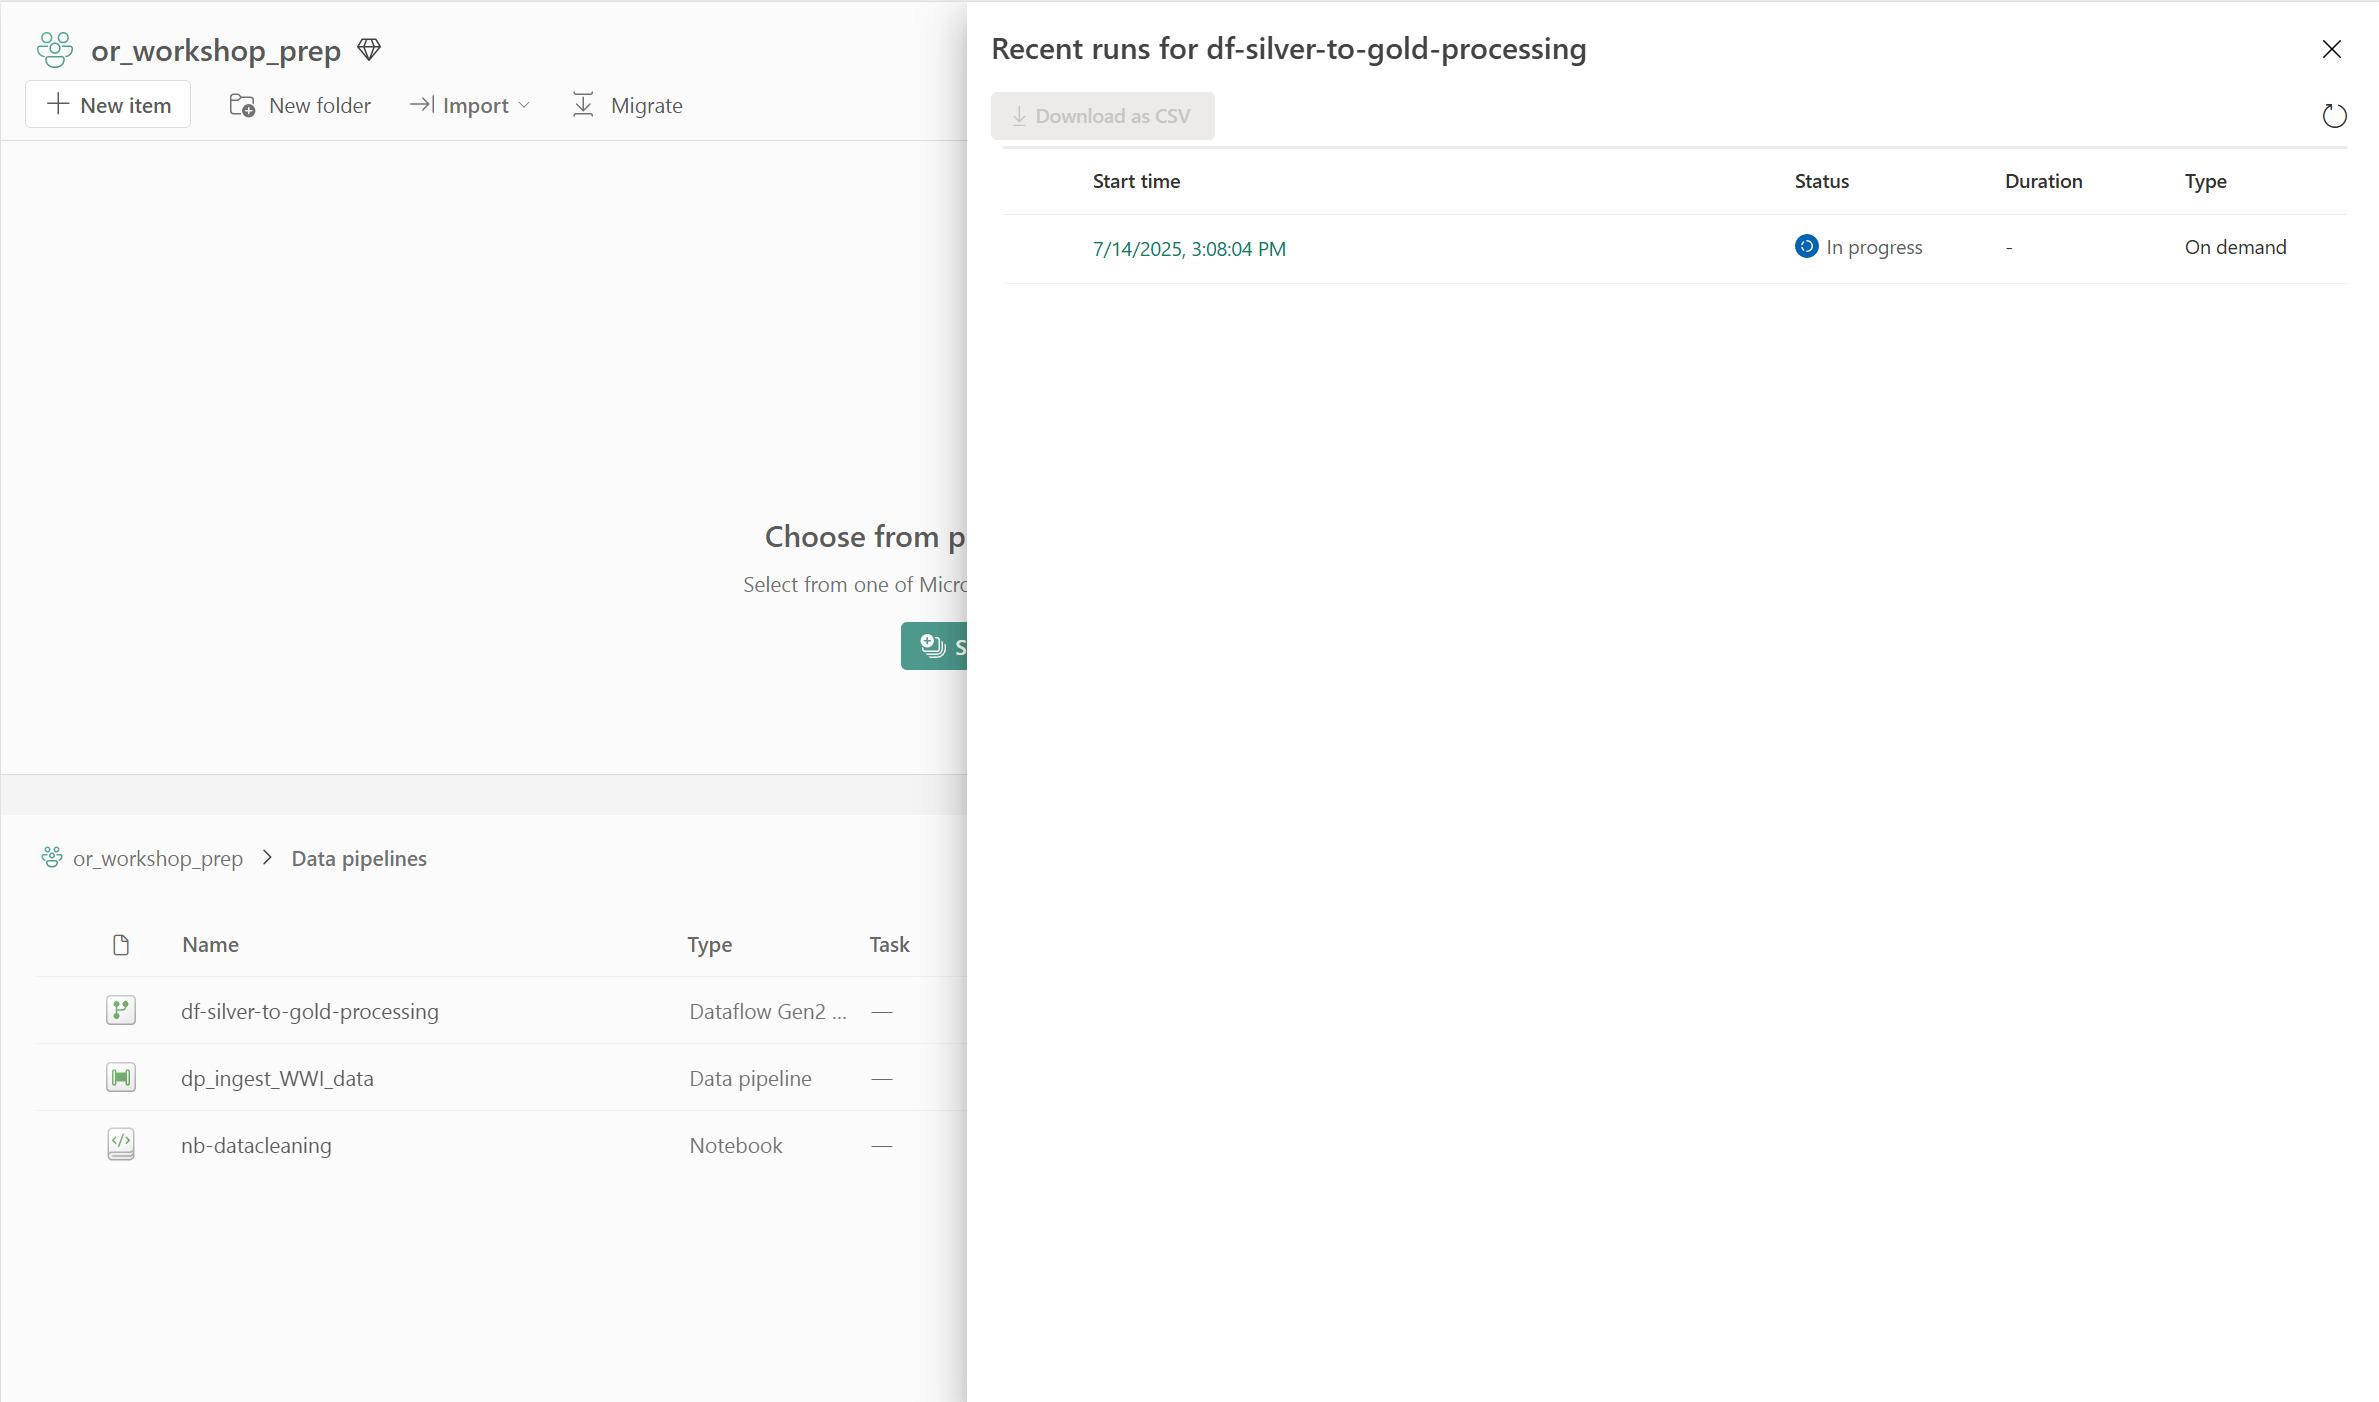 or_workshop_prep
New item
New folder
Import
Migrate
Choose from p
Select from one of Micro
S
or_workshop_prep > Data pipelines
Name Type Task
df-silver-to-gold-processing Dataflow Gen2 ... —
dp_ingest_WWI_data Data pipeline —
nb-datacleaning Notebook —
Recent runs for df-silver-to-gold-processing
Download as CSV
Start time Status Duration Type
7/14/2025, 3:08:04 PM In progress - On demand